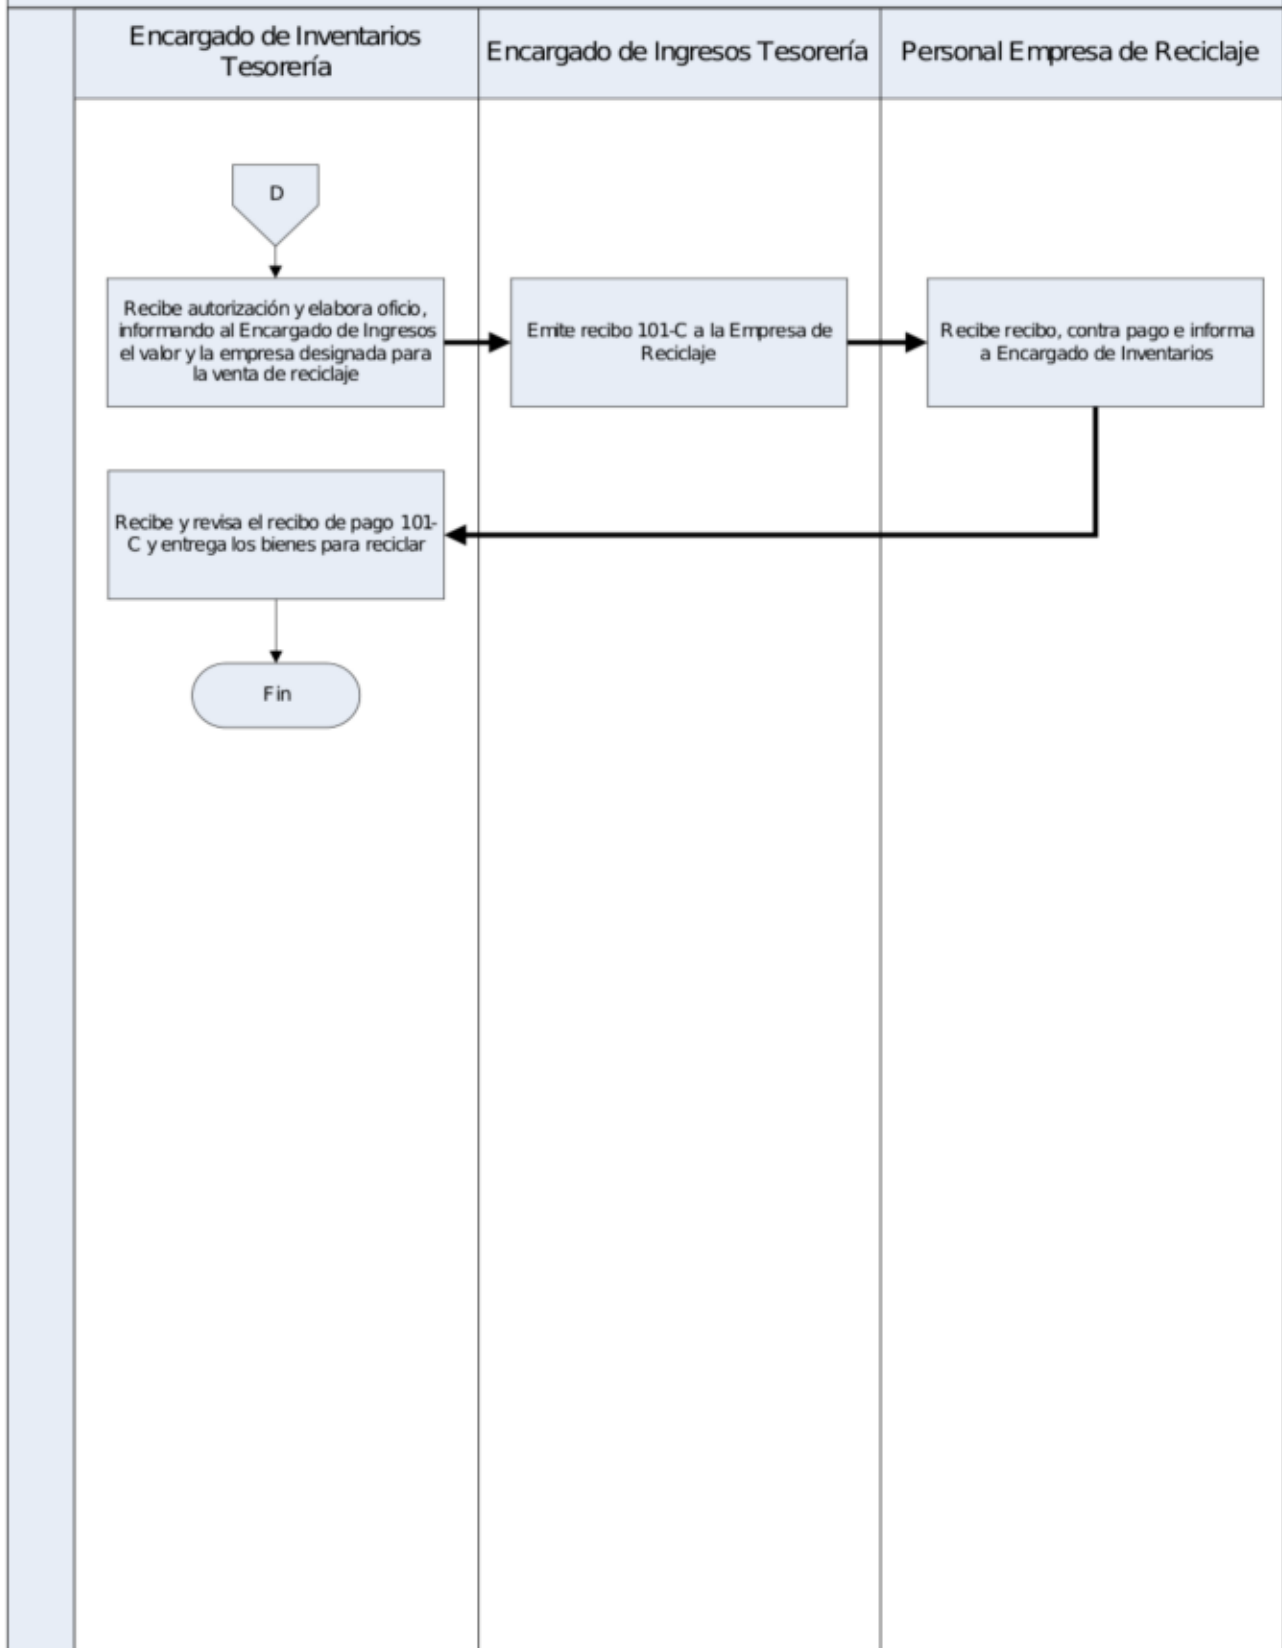 Encargado de Inventarios
Tesorería
Encargado de Ingresos Tesorería
Personal Empresa de Reciclaje
D
Recibe autorización y elabora oficio,
informando al Encargado de Ingresos
el valor y la empresa designada para
la venta de reciclaje
Emite recibo 101-C a la Empresa de
Reciclaje
Recibe recibo, contra pago e informa
a Encargado de Inventarios
Recibe y revisa el recibo de pago 101-
C y entrega los bienes para reciclar
Fin